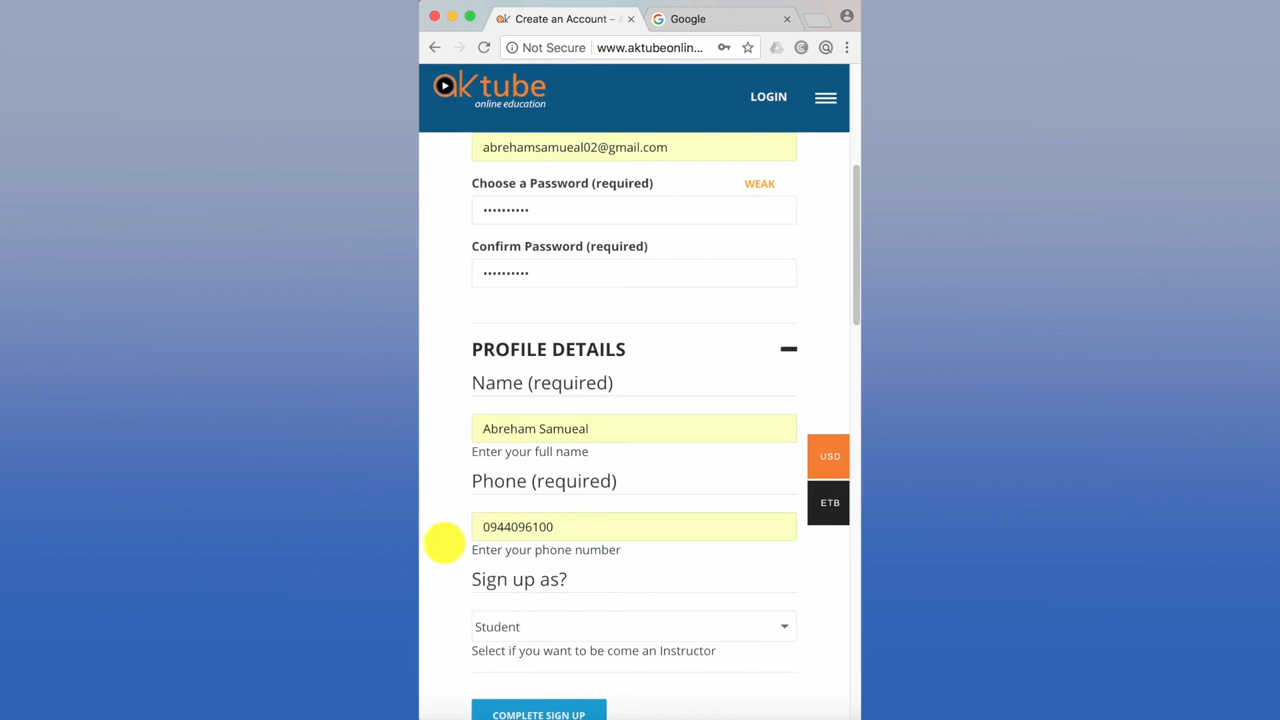 Create an Account – A
Google
Not Secure
www.aktubeonlin...
aktube
online education
LOGIN
abrehamsamueal02@gmail.com
Choose a Password (required)
WEAK
••••••••••
Confirm Password (required)
••••••••••
PROFILE DETAILS
Name (required)
Abreham Samueal
Enter your full name
USD
Phone (required)
ETB
0944096100
Enter your phone number
Sign up as?
Student
Select if you want to be come an Instructor
COMPLETE SIGN UP